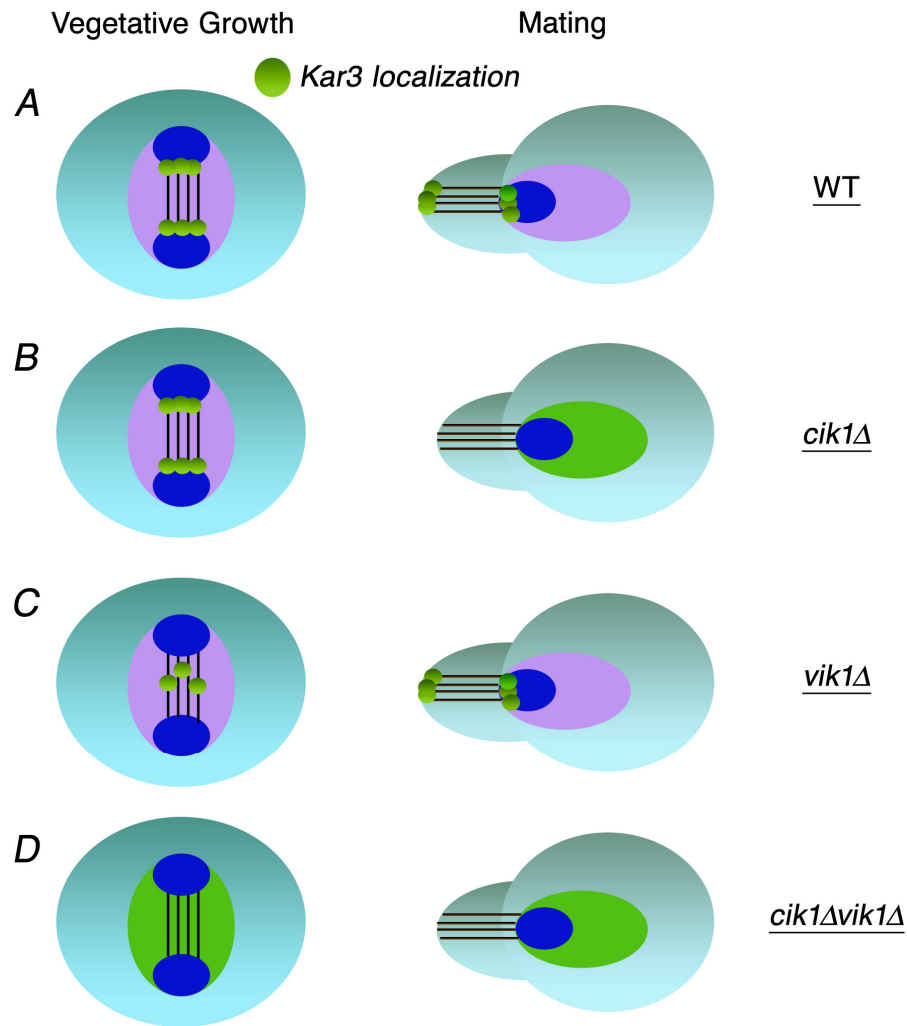 Vegetative Growth
Mating
Kar3 localization
A
WT
B
cik1Δ
C
vik1Δ
D
cik1Δvik1Δ